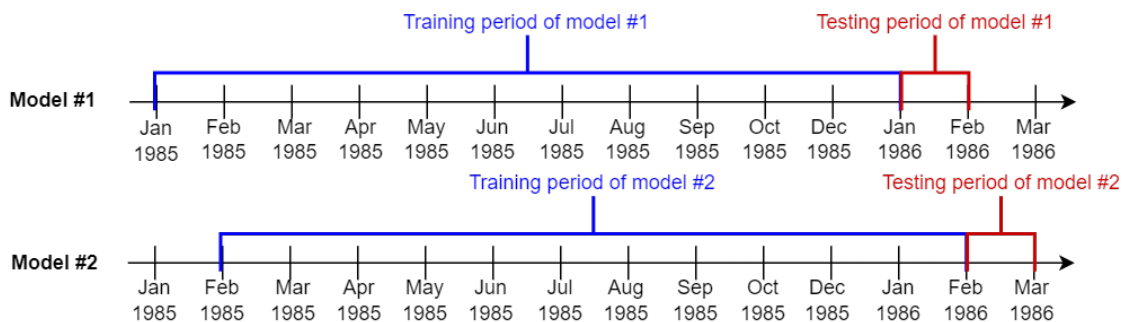 Training period of model #1 Testing period of model #1
Model #1
Jan Feb Mar Apr May Jun Jul Aug Sep Oct Dec Jan Feb Mar
1985 1985 1985 1985 1985 1985 1985 1985 1985 1985 1985 1986 1986 1986
Training period of model #2 Testing period of model #2
Model #2
Jan Feb Mar Apr May Jun Jul Aug Sep Oct Dec Jan Feb Mar
1985 1985 1985 1985 1985 1985 1985 1985 1985 1985 1985 1986 1986 1986